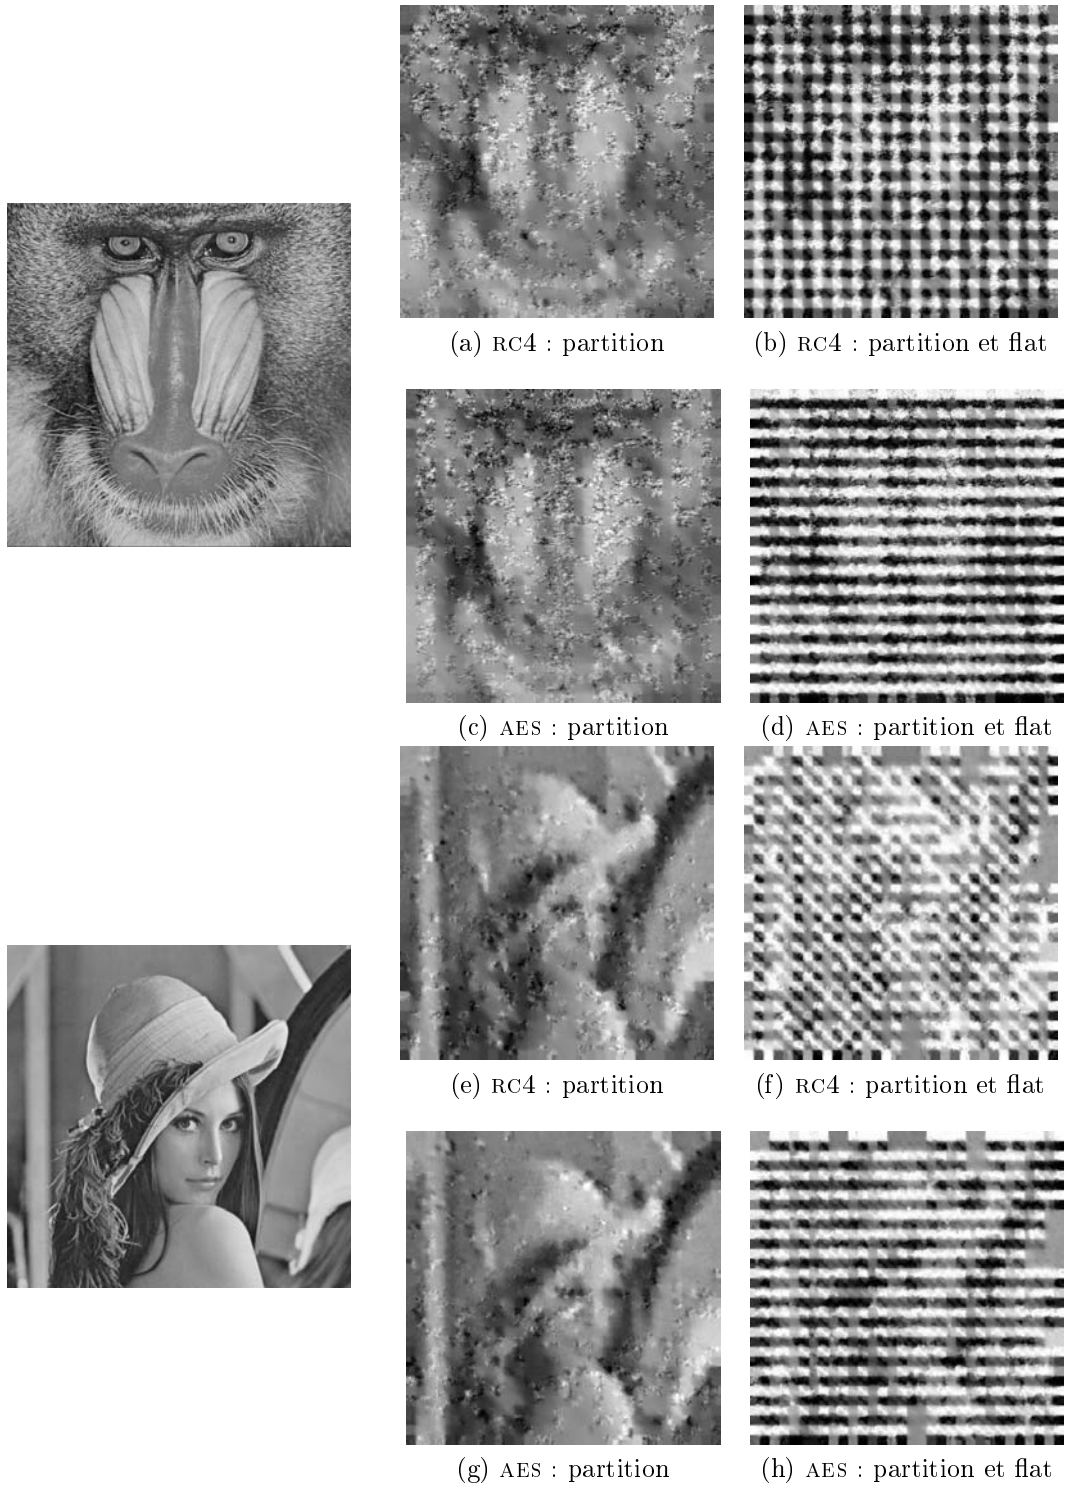 (a) RC4 : partition
(b) RC4 : partition et flat
(c) AES : partition
(d) AES : partition et flat
(e) RC4 : partition
(f) RC4 : partition et flat
(g) AES : partition
(h) AES : partition et flat